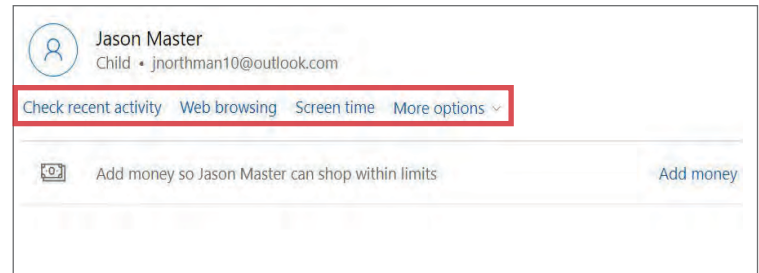 Jason Master
Child • jnorthman10@outlook.com
Check recent activity Web browsing Screen time More options
Add money so Jason Master can shop within limits Add money